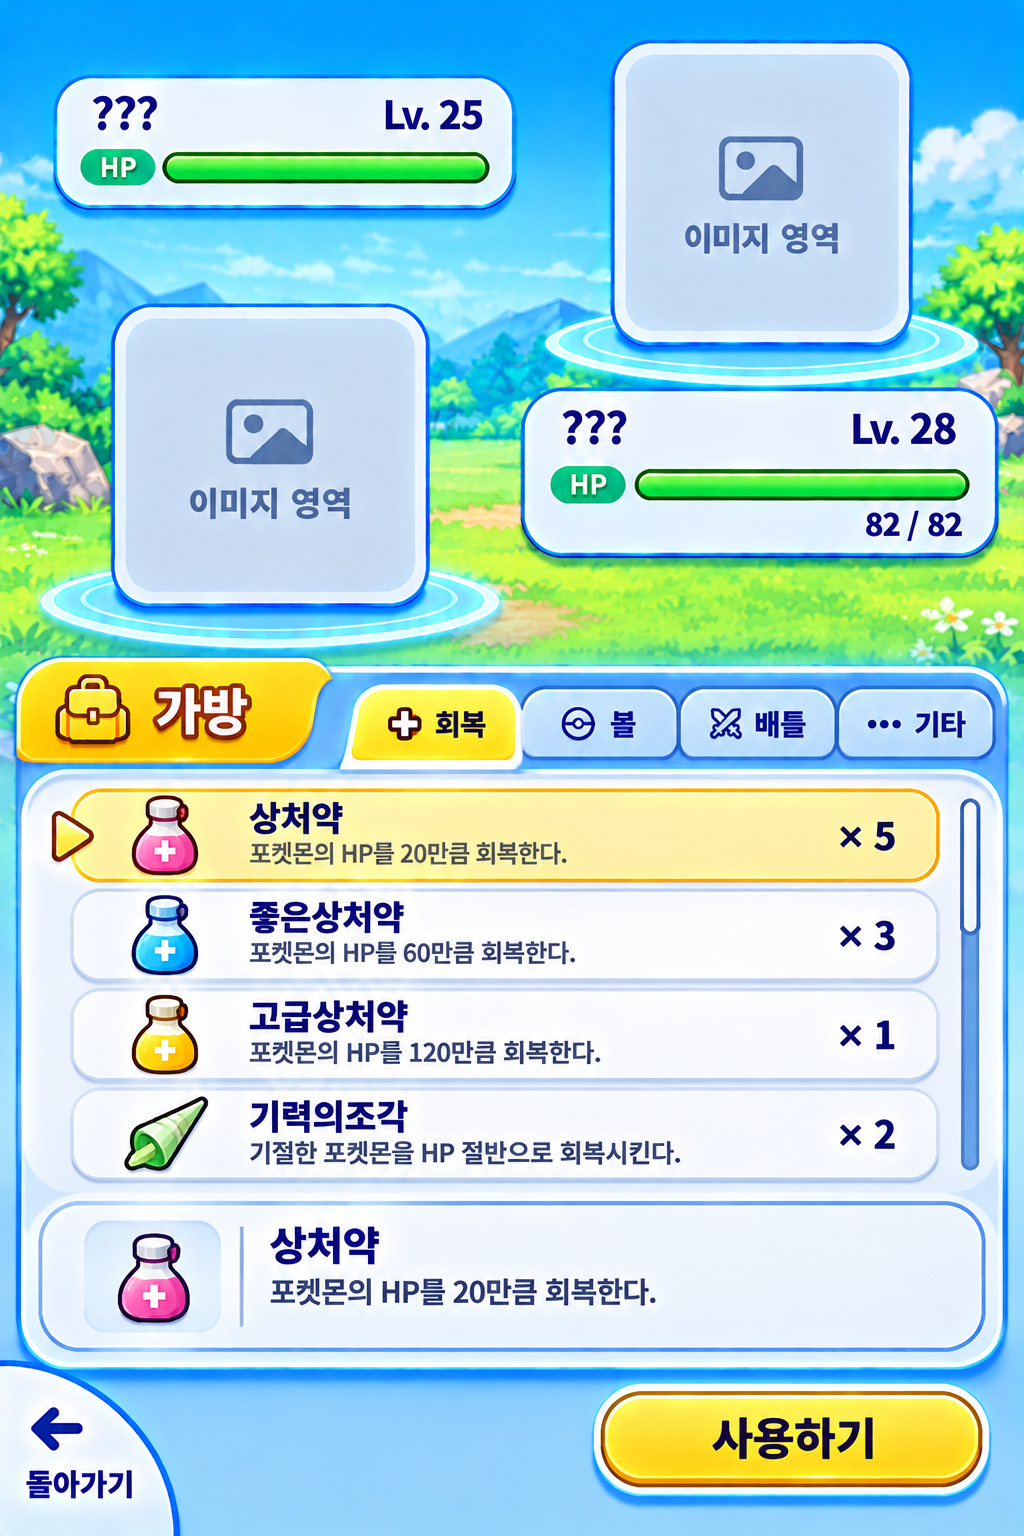 ??? Lv. 25
HP
이미지 영역
이미지 영역
??? Lv. 28
HP
82 / 82
가방
회복
볼
배틀
기타
상처약
포켓몬의 HP를 20만큼 회복한다.
× 5
좋은상처약
포켓몬의 HP를 60만큼 회복한다.
× 3
고급상처약
포켓몬의 HP를 120만큼 회복한다.
× 1
기력의조각
기절한 포켓몬을 HP 절반으로 회복시킨다.
× 2
상처약
포켓몬의 HP를 20만큼 회복한다.
돌아가기
사용하기